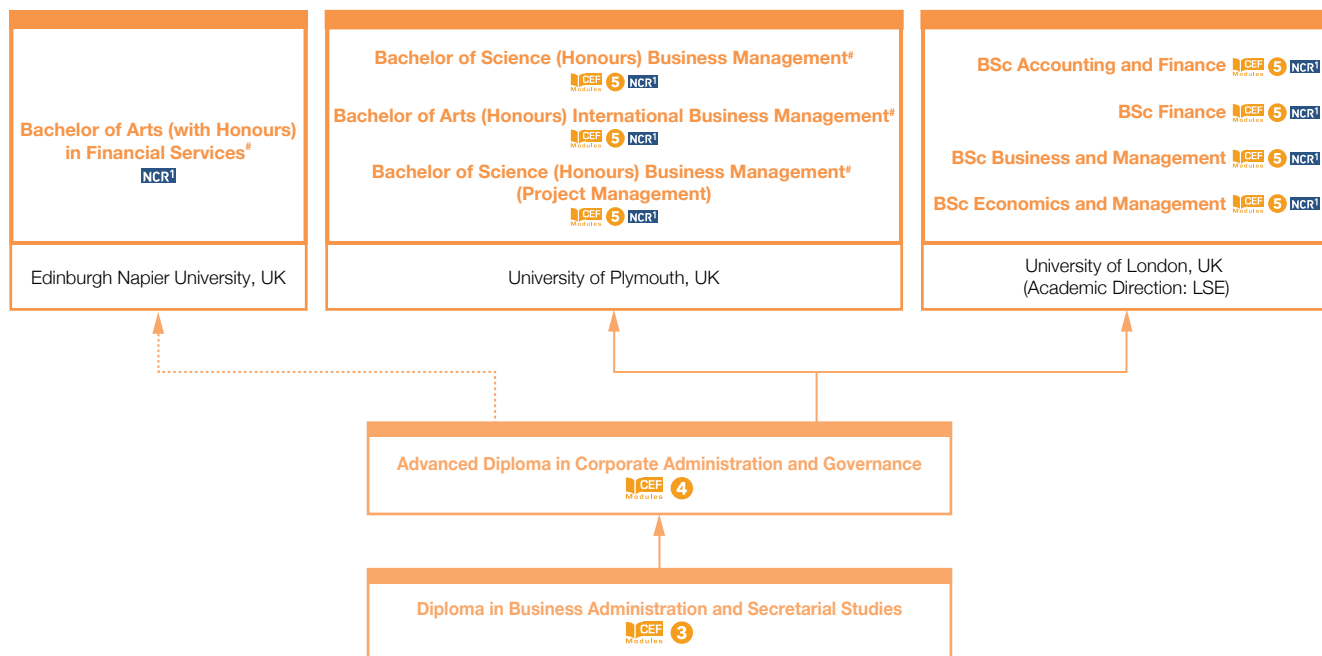 Bachelor of Arts (with Honours)
in Financial Services#
NCR1
Edinburgh Napier University, UK
Bachelor of Science (Honours) Business Management#
CEF Modules 5 NCR1
Bachelor of Arts (Honours) International Business Management#
CEF Modules 5 NCR1
Bachelor of Science (Honours) Business Management#
(Project Management)
CEF Modules 5 NCR1
University of Plymouth, UK
BSc Accounting and Finance CEF Modules 5 NCR1
BSc Finance CEF Modules 5 NCR1
BSc Business and Management CEF Modules 5 NCR1
BSc Economics and Management CEF Modules 5 NCR1
University of London, UK
(Academic Direction: LSE)
Advanced Diploma in Corporate Administration and Governance
CEF Modules 4
Diploma in Business Administration and Secretarial Studies
CEF Modules 3